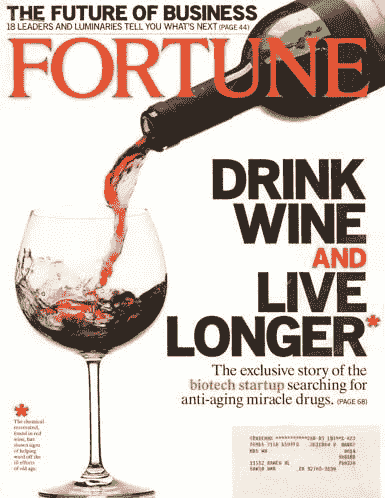 THE FUTURE OF BUSINESS
18 LEADERS AND LUMINARIES TELL YOU WHAT'S NEXT (PAGE 44)
FORTUNE
DRINK
WINE
AND
LIVE
LONGER*
The exclusive story of the
biotech startup searching for
anti-aging miracle drugs. (PAGE 68)
*
The chemical
resveratrol,
found in red
wine, has
shown signs
of helping
ward off the
ill effects
of old age.